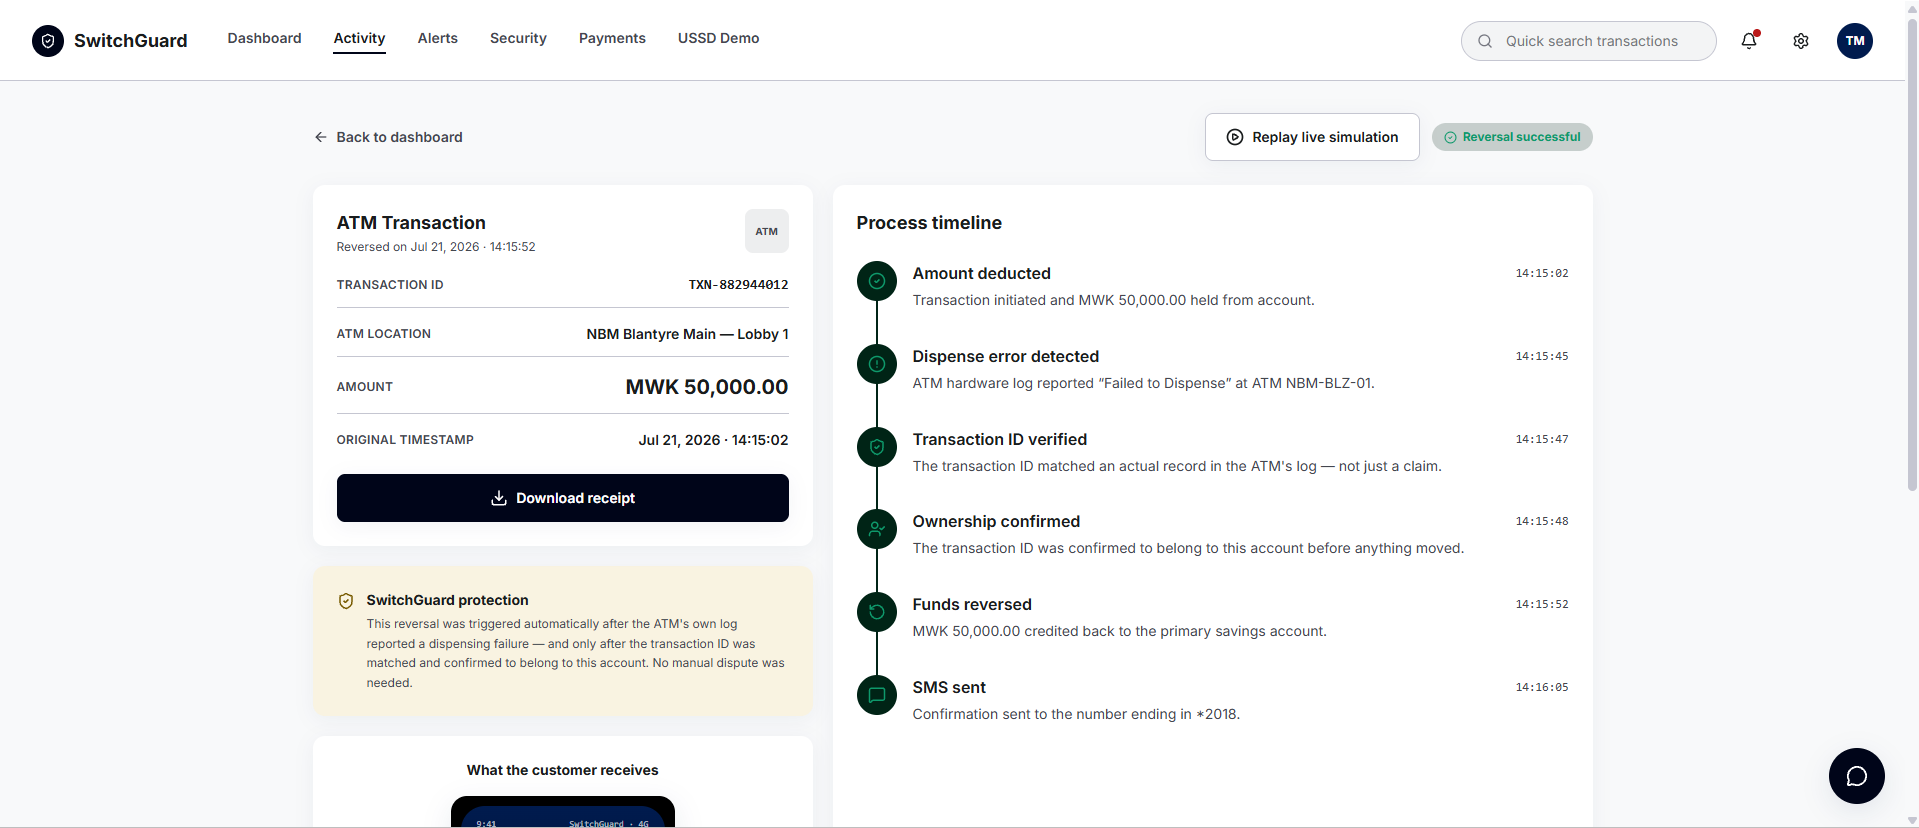 SwitchGuard
Dashboard
Activity
Alerts
Security
Payments
USSD Demo
Quick search transactions
TM
Back to dashboard
Replay live simulation
Reversal successful
ATM Transaction
Reversed on Jul 21, 2026 · 14:15:52
ATM
TRANSACTION ID
TXN-882944012
ATM LOCATION
NBM Blantyre Main — Lobby 1
AMOUNT
MWK 50,000.00
ORIGINAL TIMESTAMP
Jul 21, 2026 · 14:15:02
Download receipt
SwitchGuard protection
This reversal was triggered automatically after the ATM's own log
reported a dispensing failure — and only after the transaction ID was
matched and confirmed to belong to this account. No manual dispute was
needed.
What the customer receives
9:41
SwitchGuard · 4G
Process timeline
Amount deducted
14:15:02
Transaction initiated and MWK 50,000.00 held from account.
Dispense error detected
14:15:45
ATM hardware log reported “Failed to Dispense” at ATM NBM-BLZ-01.
Transaction ID verified
14:15:47
The transaction ID matched an actual record in the ATM's log — not just a claim.
Ownership confirmed
14:15:48
The transaction ID was confirmed to belong to this account before anything moved.
Funds reversed
14:15:52
MWK 50,000.00 credited back to the primary savings account.
SMS sent
14:16:05
Confirmation sent to the number ending in *2018.